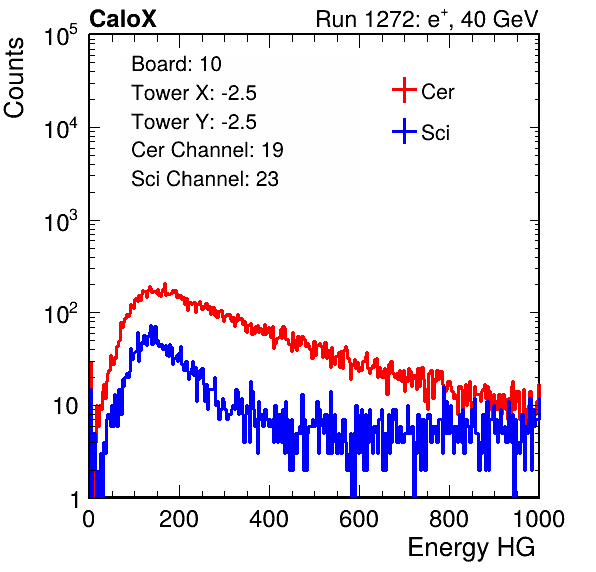 CaloX Run 1272: e⁺, 40 GeV
Counts
Board: 10
Tower X: -2.5
Tower Y: -2.5
Cer Channel: 19
Sci Channel: 23
Cer
Sci
10⁵
10⁴
10³
10²
10
1
0 200 400 600 800 1000
Energy HG